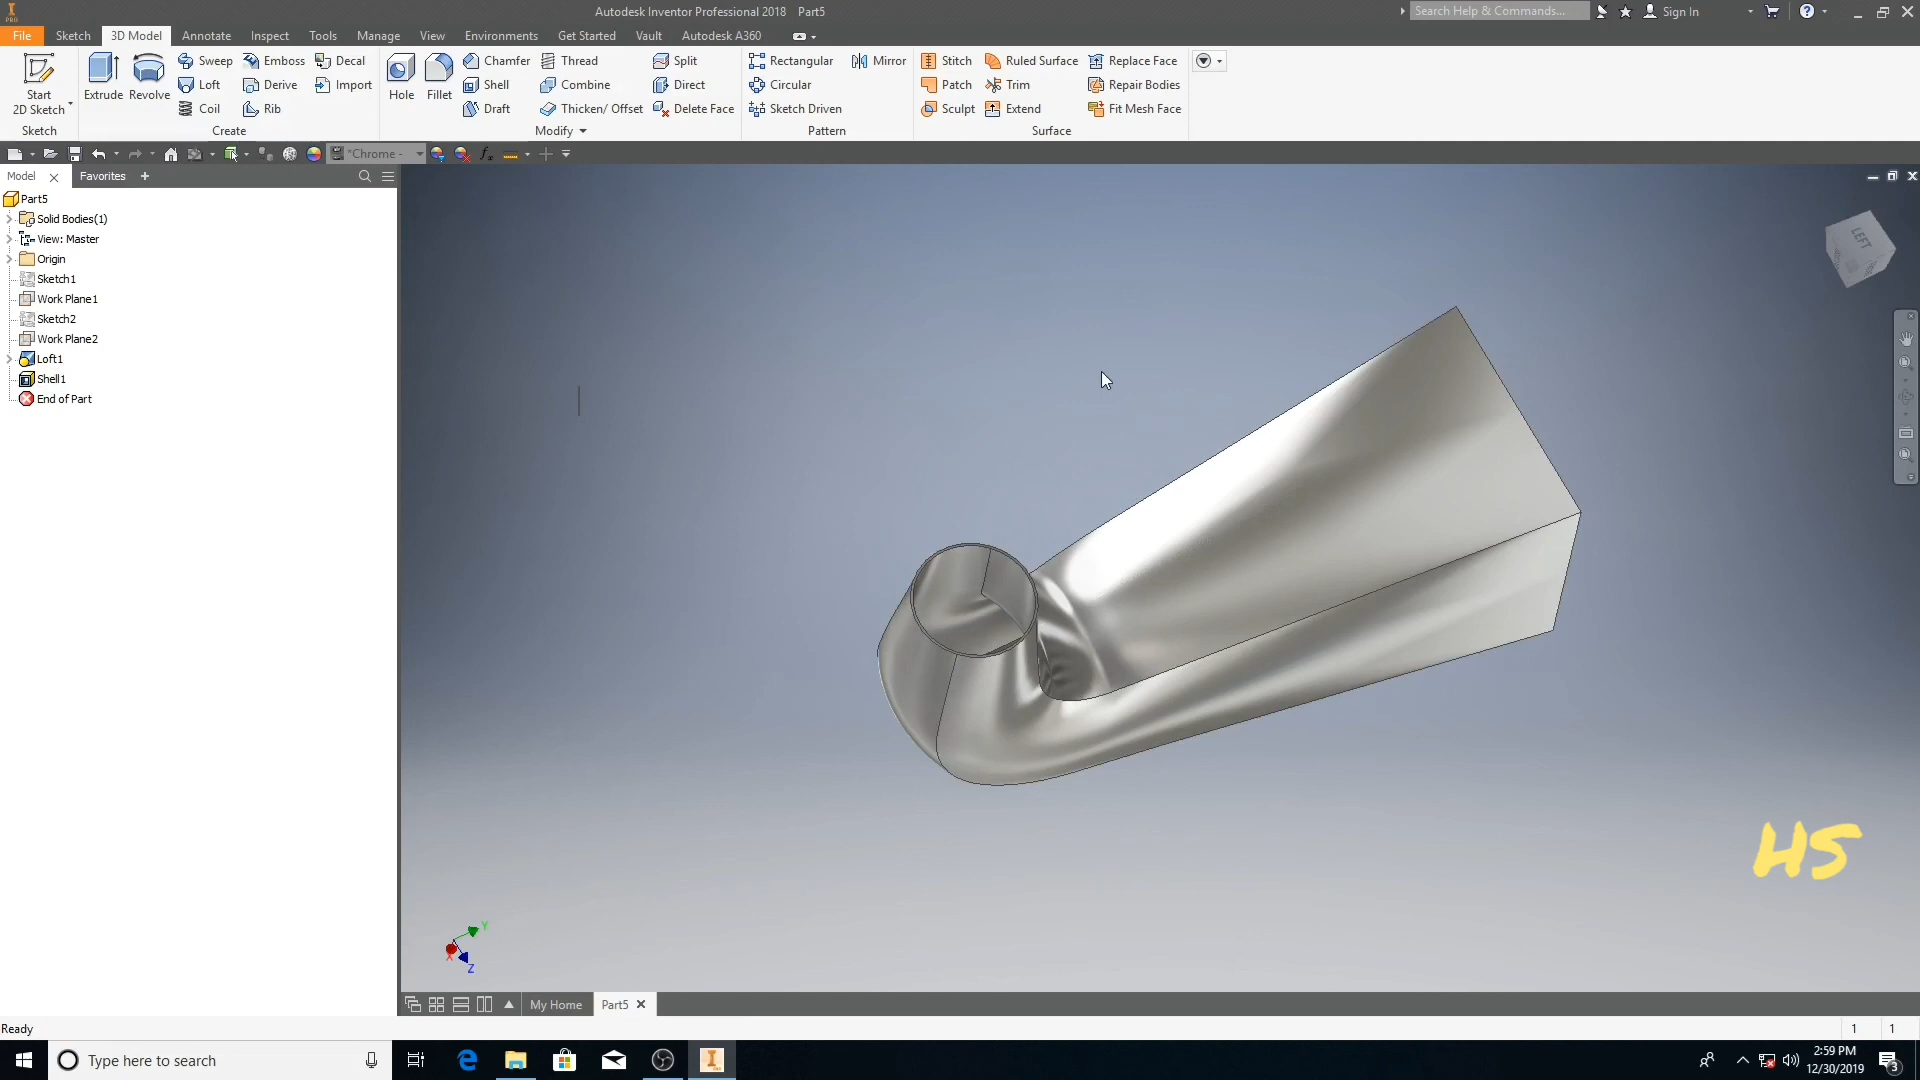 Autodesk Inventor Professional 2018 Part5
Search Help & Commands...
Sign In
PRO
File Sketch 3D Model Annotate Inspect Tools Manage View Environments Get Started Vault Autodesk A360
Start
2D Sketch
Extrude
Revolve
Sweep
Emboss
Decal
Loft
Derive
Import
Coil
Rib
Hole
Fillet
Chamfer
Thread
Split
Shell
Combine
Direct
Draft
Thicken/ Offset
Delete Face
Rectangular
Mirror
Circular
Sketch Driven
Stitch
Ruled Surface
Replace Face
Patch
Trim
Repair Bodies
Sculpt
Extend
Fit Mesh Face
Sketch
Create
Modify
Pattern
Surface
*Chrome -
fx
Model
Favorites
Part5
Solid Bodies(1)
View: Master
Origin
Sketch1
Work Plane1
Sketch2
Work Plane2
Loft1
Shell1
End of Part
LEFT
HS
Y
X
Z
My Home
Part5
Ready
1
1
Type here to search
2:59 PM
12/30/2019
3